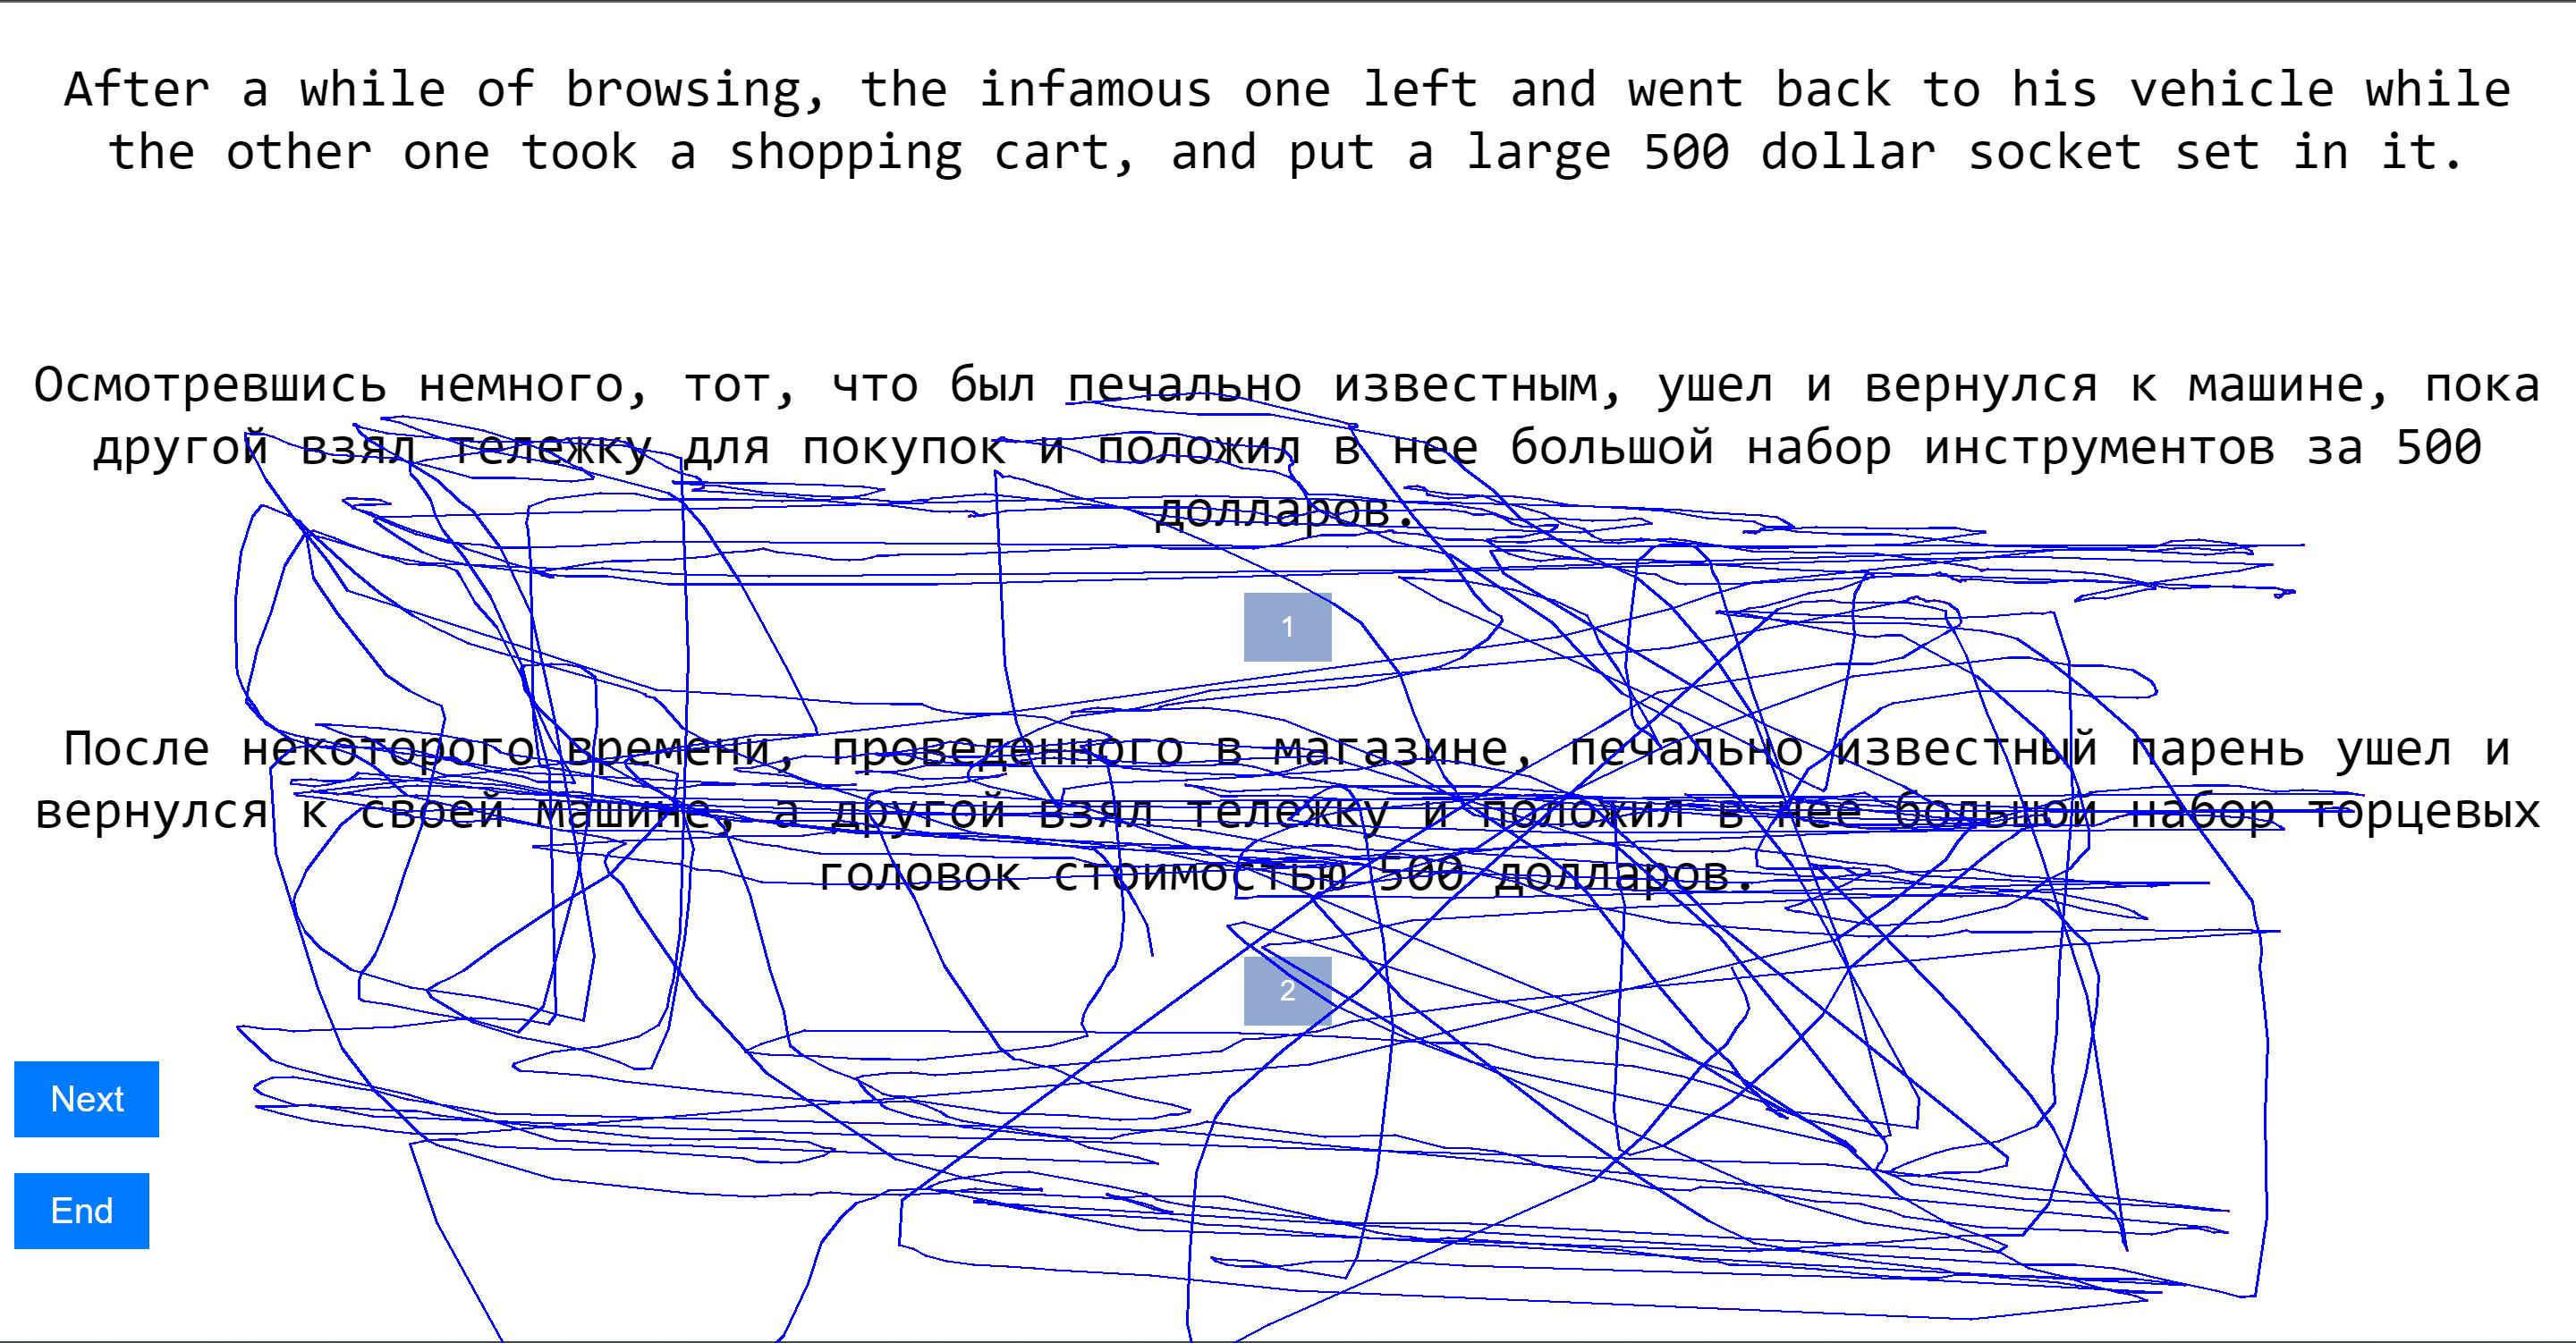 After a while of browsing, the infamous one left and went back to his vehicle while
the other one took a shopping cart, and put a large 500 dollar socket set in it.
Осмотревшись немного, тот, что был печально известным, ушел и вернулся к машине, пока
другой взял тележку для покупок и положил в нее большой набор инструментов за 500
долларов.
1
После некоторого времени, проведенного в магазине, печально известный парень ушел и
вернулся к своей машине, а другой взял тележку и положил в нее большой набор торцевых
головок стоимостью 500 долларов.
2
Next
End